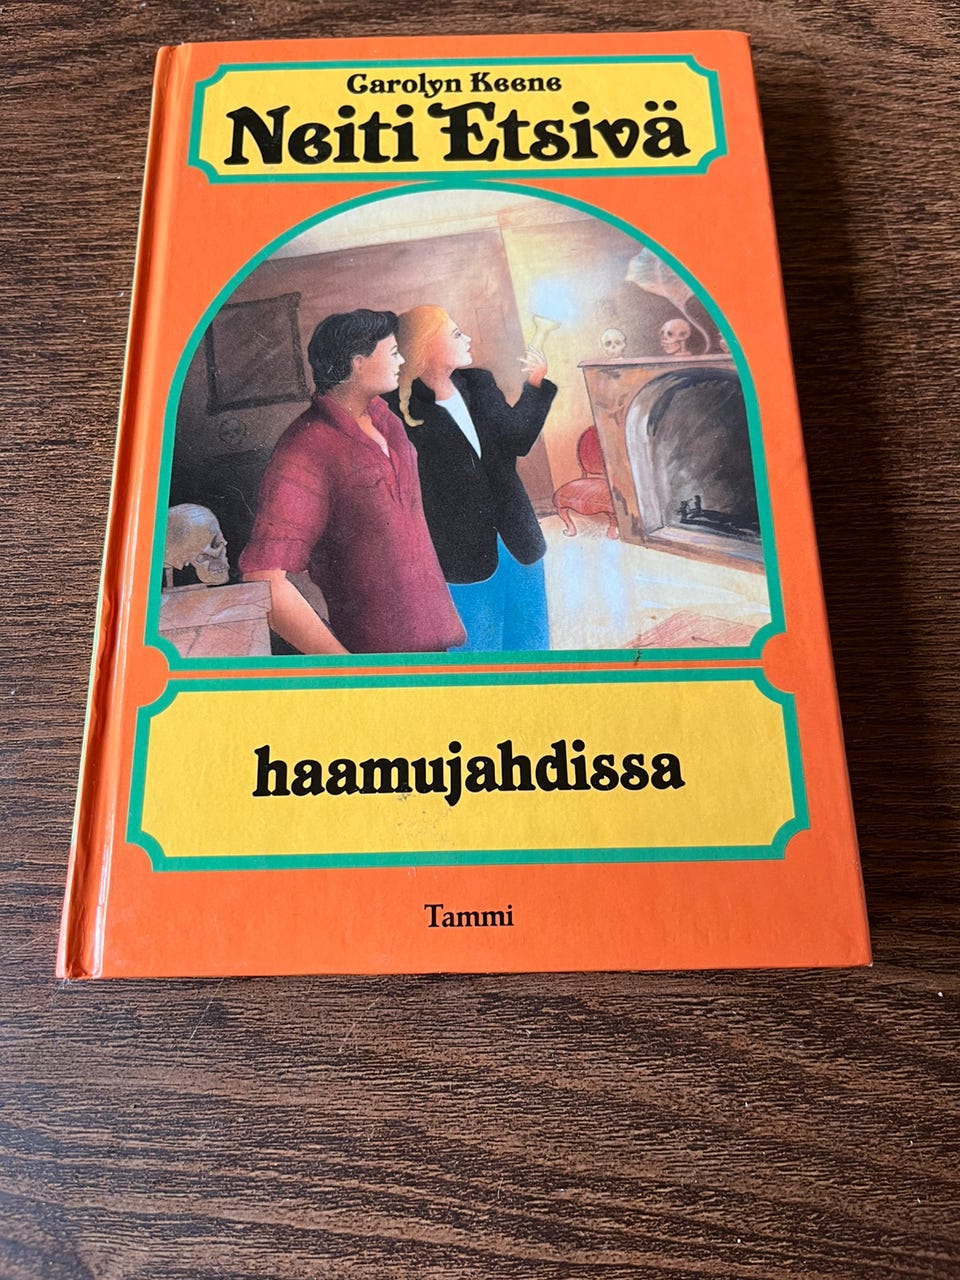 Carolyn Keene
Neiti Etsivä
haamujahdissa
Tammi